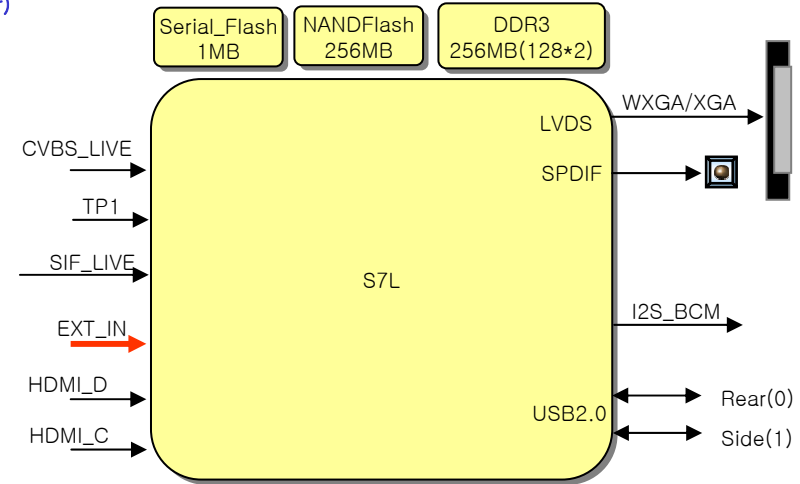 )
Serial_Flash
1MB
NANDFlash
256MB
DDR3
256MB(128*2)
CVBS_LIVE
TP1
SIF_LIVE
EXT_IN
HDMI_D
HDMI_C
S7L
LVDS
SPDIF
USB2.0
WXGA/XGA
I2S_BCM
Rear(0)
Side(1)